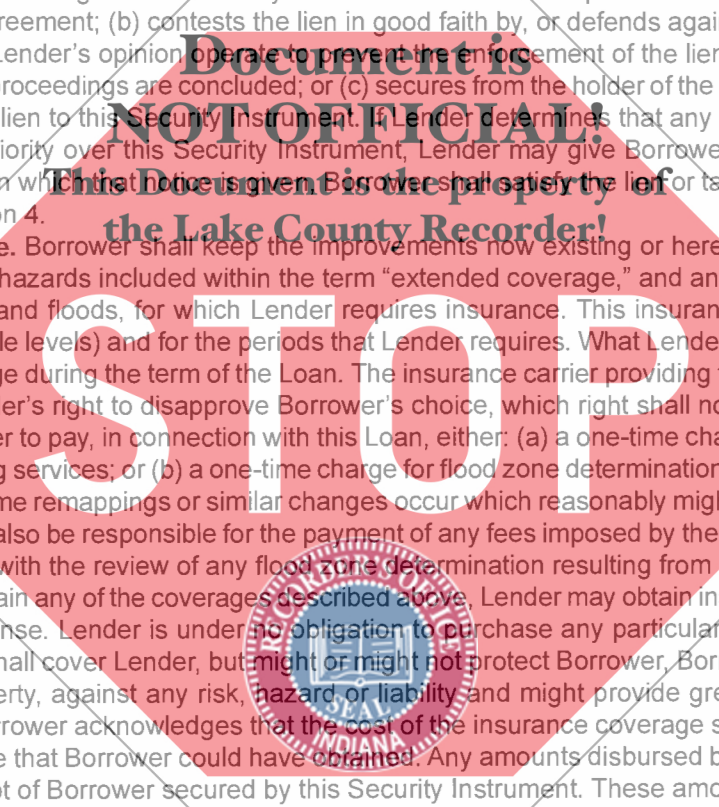 reement; (b) contests the lien in good faith by, or defends agai
Lender’s opinion operate to prevent the enforcement of the lien
roceedings are concluded; or (c) secures from the holder of the
lien to this Security Instrument. If Lender determines that any
iority over this Security Instrument, Lender may give Borrowe
n which that notice is given, Borrower shall satisfy the lien or ta
on 4.
e. Borrower shall keep the improvements now existing or here
hazards included within the term “extended coverage,” and an
and floods, for which Lender requires insurance. This insuran
le levels) and for the periods that Lender requires. What Lende
ge during the term of the Loan. The insurance carrier providing
der’s right to disapprove Borrower’s choice, which right shall no
er to pay, in connection with this Loan, either: (a) a one-time cha
g services; or (b) a one-time charge for flood zone determination
me remappings or similar changes occur which reasonably migh
also be responsible for the payment of any fees imposed by the
with the review of any flood zone determination resulting from
ain any of the coverages described above, Lender may obtain in
nse. Lender is under no obligation to purchase any particular
hall cover Lender, but might or might not protect Borrower, Bor
erty, against any risk, hazard or liability and might provide gre
rrower acknowledges that the cost of the insurance coverage s
e that Borrower could have obtained. Any amounts disbursed b
bt of Borrower secured by this Security Instrument. These amo
Document is
NOT OFFICIAL!
This Document is the property of
the Lake County Recorder!
STOP
RECORDER'S OFFICE
SEAL
INDIANA